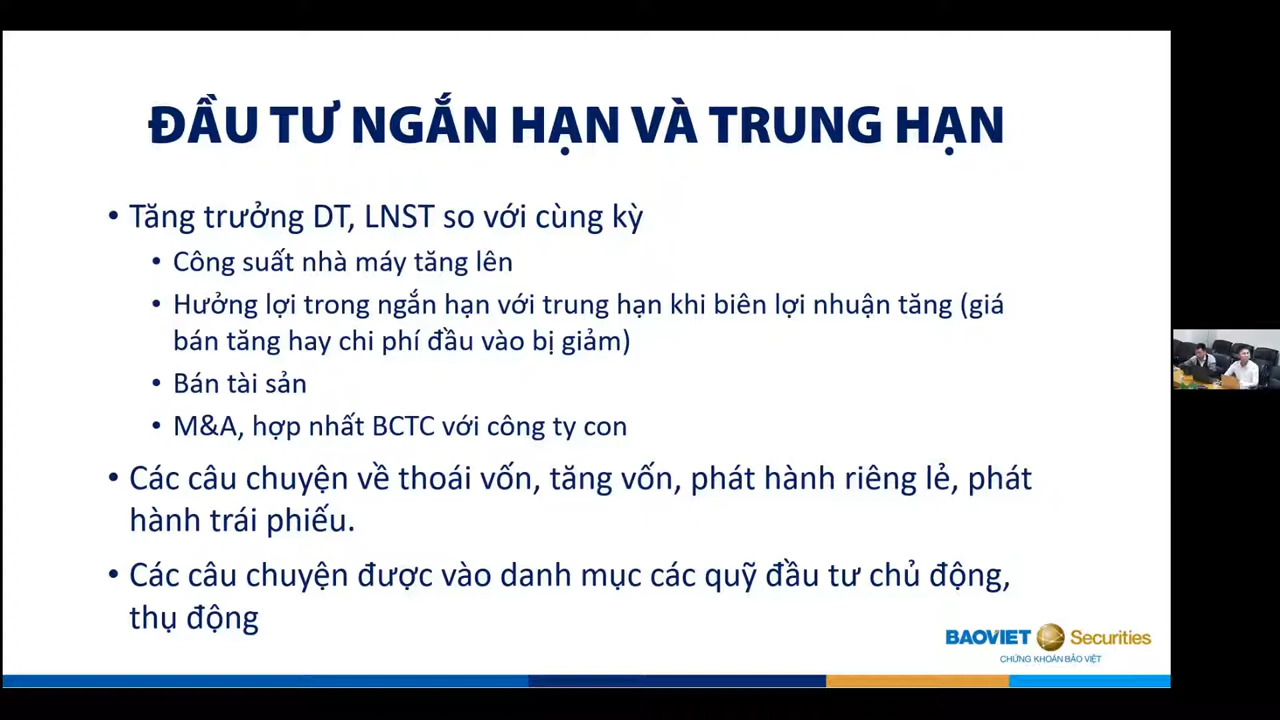 ĐẦU TƯ NGẮN HẠN VÀ TRUNG HẠN
• Tăng trưởng DT, LNST so với cùng kỳ
• Công suất nhà máy tăng lên
• Hưởng lợi trong ngắn hạn với trung hạn khi biên lợi nhuận tăng (giá
bán tăng hay chi phí đầu vào bị giảm)
• Bán tài sản
• M&A, hợp nhất BCTC với công ty con
• Các câu chuyện về thoái vốn, tăng vốn, phát hành riêng lẻ, phát
hành trái phiếu.
• Các câu chuyện được vào danh mục các quỹ đầu tư chủ động,
thụ động
BAOVIET Securities
CHỨNG KHOÁN BẢO VIỆT